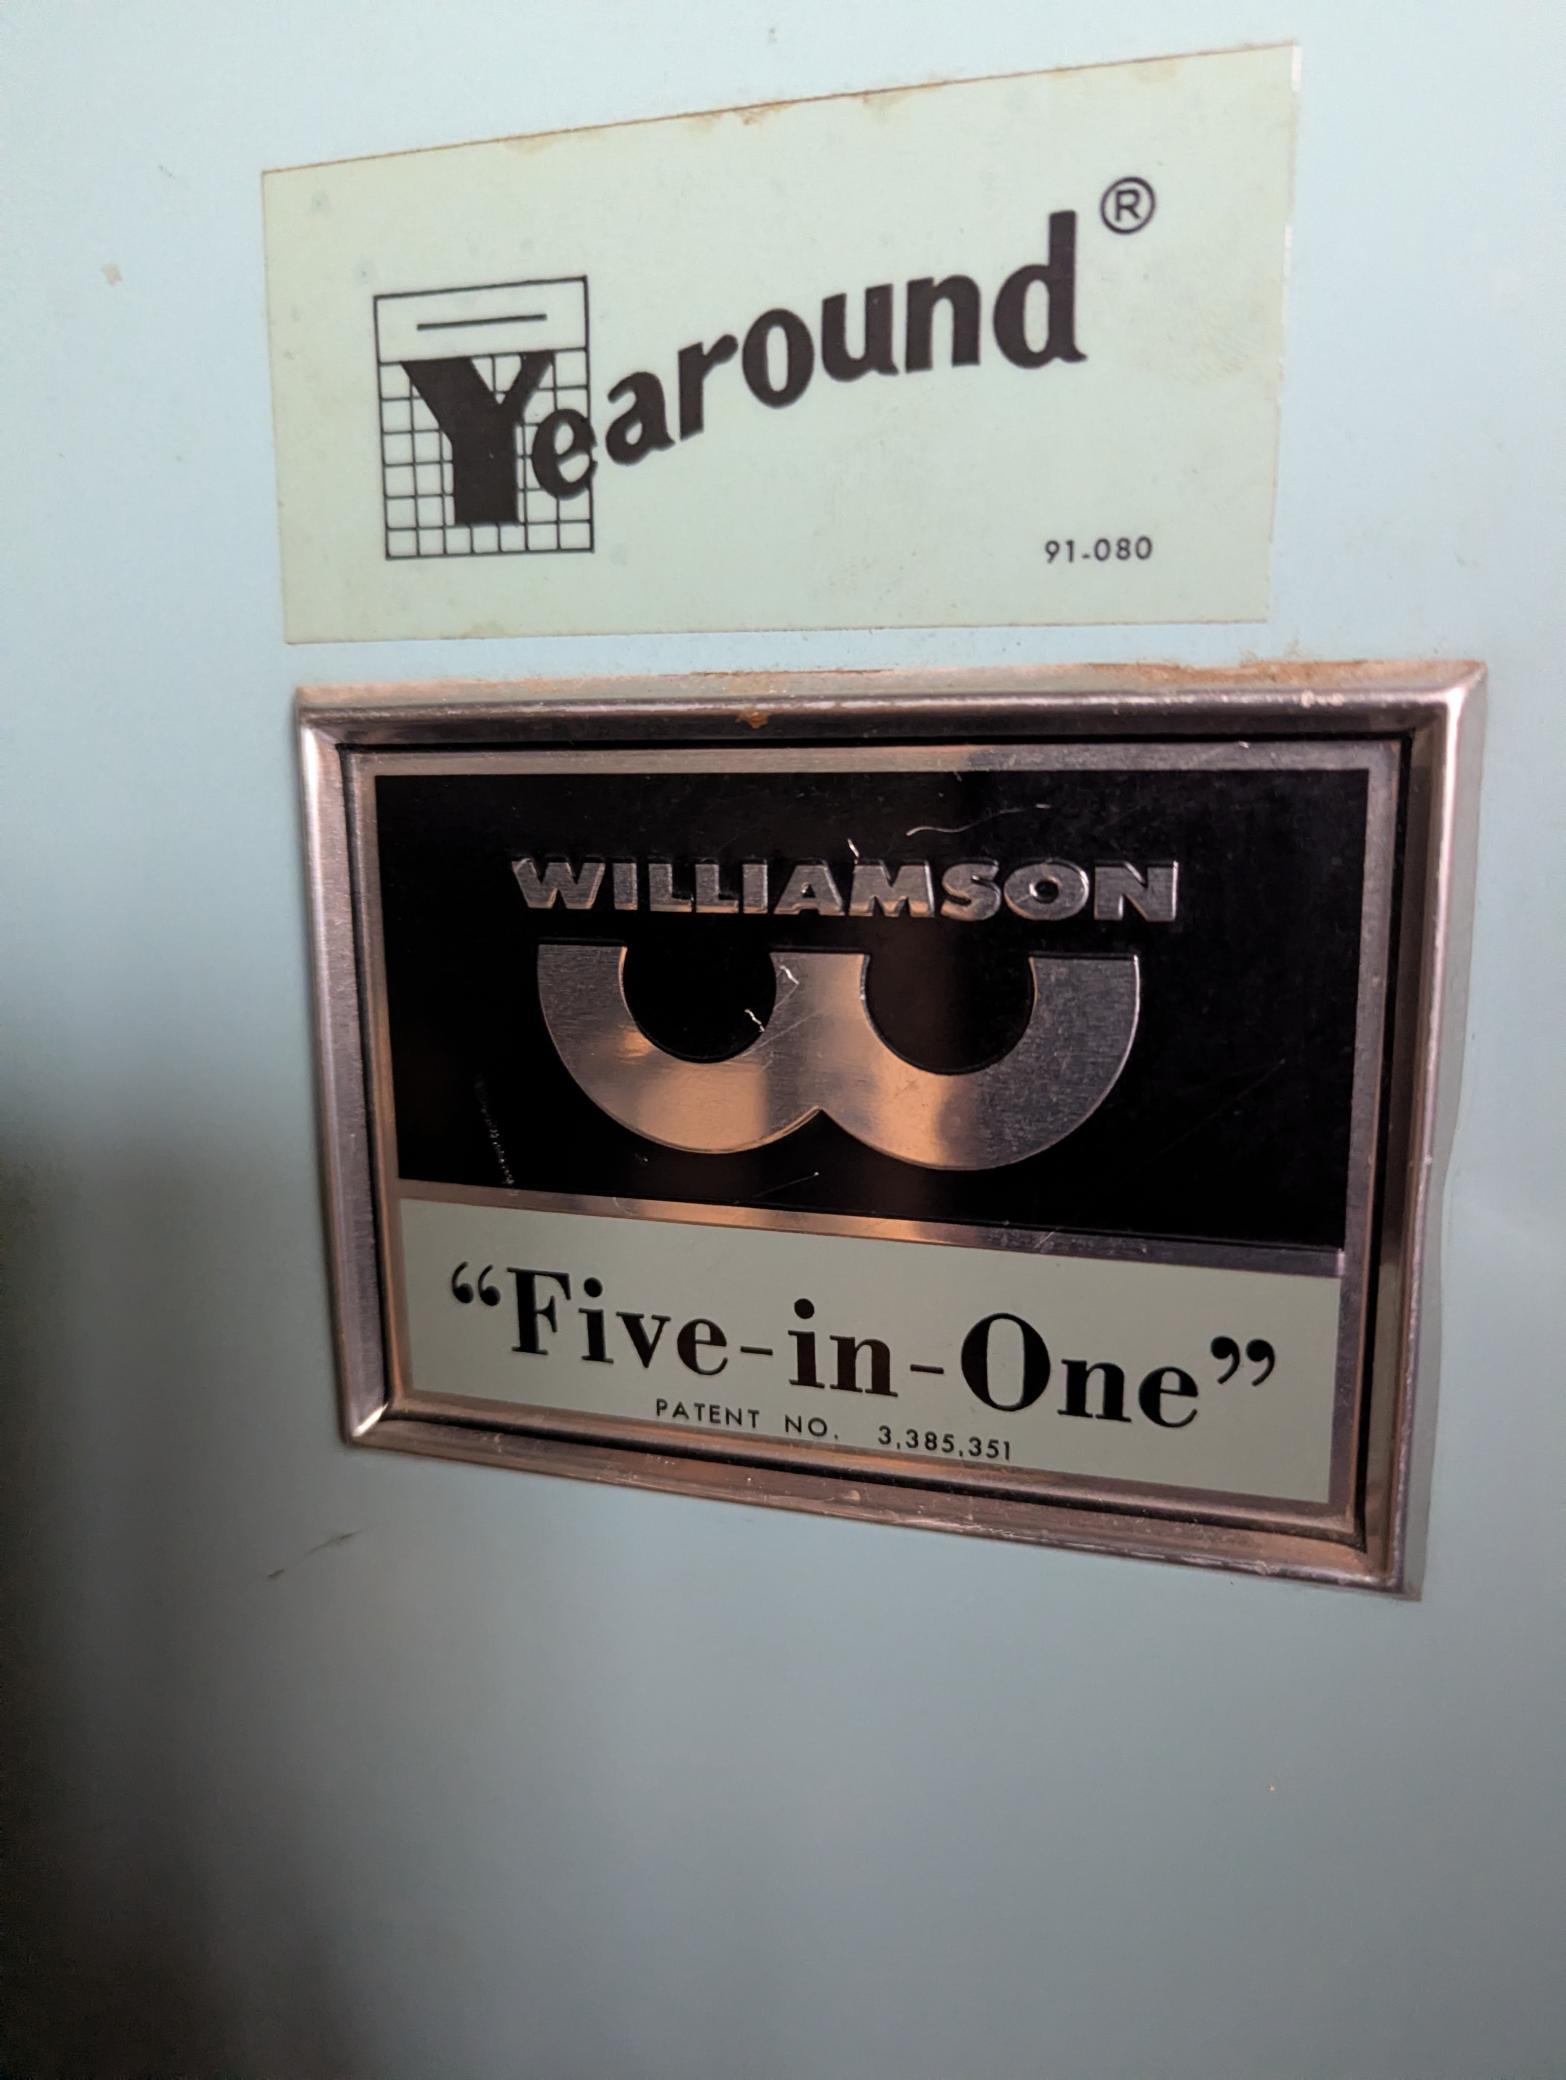 Yearound®
91-080
WILLIAMSON
“Five-in-One”
PATENT NO. 3,385,351